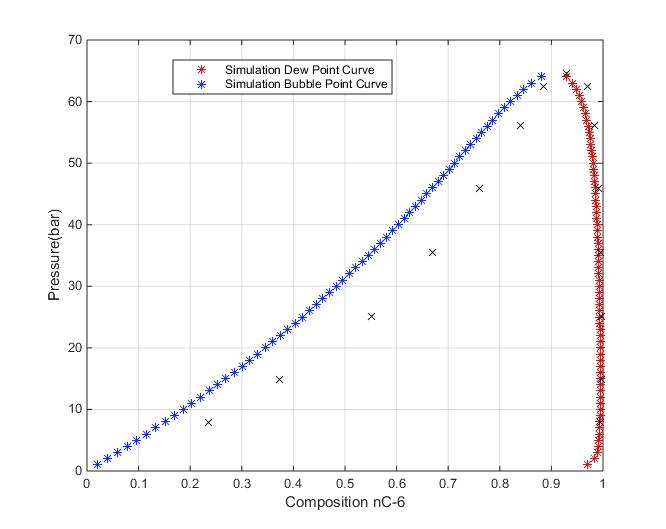 70
60
50
40
30
20
10
0
Pressure(bar)
Simulation Dew Point Curve
Simulation Bubble Point Curve
0 0.1 0.2 0.3 0.4 0.5 0.6 0.7 0.8 0.9 1
Composition nC-6